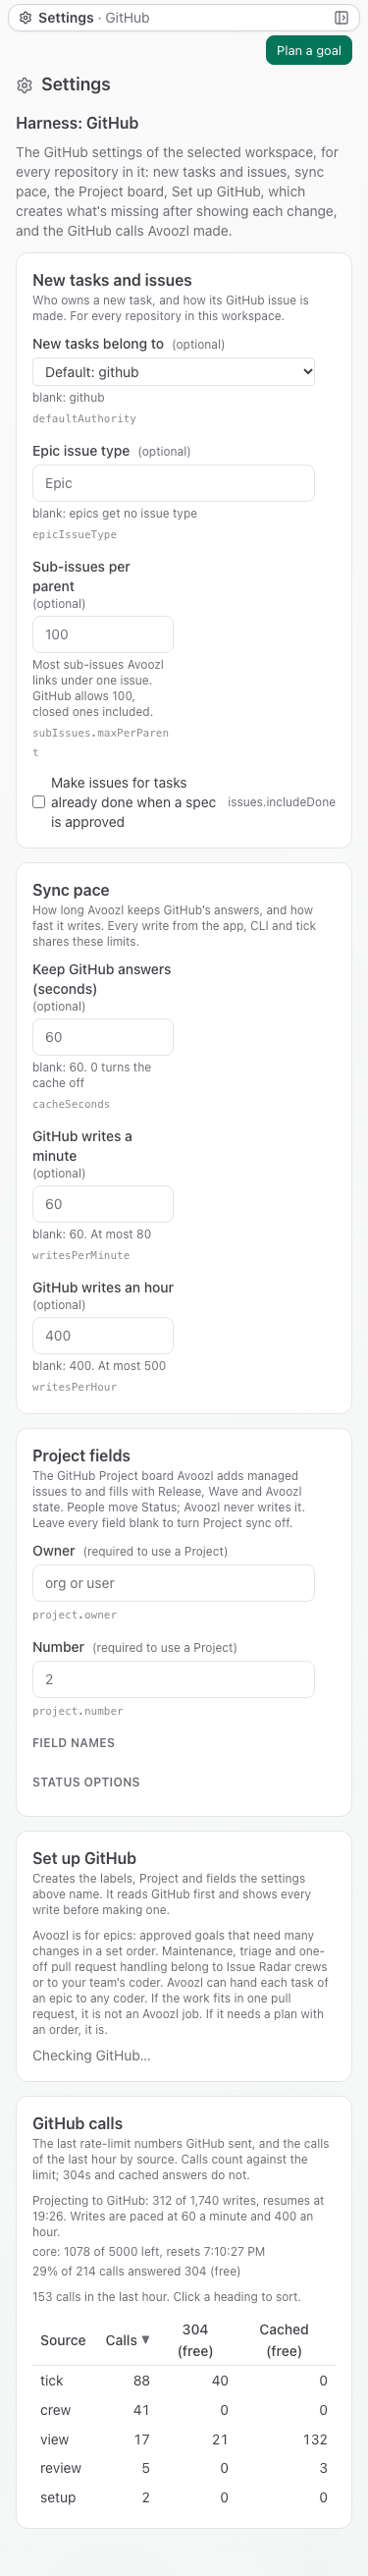 Settings · GitHub
Plan a goal
Settings
Harness: GitHub
The GitHub settings of the selected workspace, for
every repository in it: new tasks and issues, sync
pace, the Project board, Set up GitHub, which
creates what's missing after showing each change,
and the GitHub calls Avoozl made.
New tasks and issues
Who owns a new task, and how its GitHub issue is
made. For every repository in this workspace.
New tasks belong to (optional)
Default: github
blank: github
defaultAuthority
Epic issue type (optional)
Epic
blank: epics get no issue type
epicIssueType
Sub-issues per
parent
(optional)
100
Most sub-issues Avoozl
links under one issue.
GitHub allows 100,
closed ones included.
subIssues.maxPerParen
t
Make issues for tasks
already done when a spec issues.includeDone
is approved
Sync pace
How long Avoozl keeps GitHub's answers, and how
fast it writes. Every write from the app, CLI and tick
shares these limits.
Keep GitHub answers
(seconds)
(optional)
60
blank: 60. 0 turns the
cache off
cacheSeconds
GitHub writes a
minute
(optional)
60
blank: 60. At most 80
writesPerMinute
GitHub writes an hour
(optional)
400
blank: 400. At most 500
writesPerHour
Project fields
The GitHub Project board Avoozl adds managed
issues to and fills with Release, Wave and Avoozl
state. People move Status; Avoozl never writes it.
Leave every field blank to turn Project sync off.
Owner (required to use a Project)
org or user
project.owner
Number (required to use a Project)
2
project.number
FIELD NAMES
STATUS OPTIONS
Set up GitHub
Creates the labels, Project and fields the settings
above name. It reads GitHub first and shows every
write before making one.
Avoozl is for epics: approved goals that need many
changes in a set order. Maintenance, triage and one-
off pull request handling belong to Issue Radar crews
or to your team's coder. Avoozl can hand each task of
an epic to any coder. If the work fits in one pull
request, it is not an Avoozl job. If it needs a plan with
an order, it is.
Checking GitHub...
GitHub calls
The last rate-limit numbers GitHub sent, and the calls
of the last hour by source. Calls count against the
limit; 304s and cached answers do not.
Projecting to GitHub: 312 of 1,740 writes, resumes at
19:26. Writes are paced at 60 a minute and 400 an
hour.
core: 1078 of 5000 left, resets 7:10:27 PM
29% of 214 calls answered 304 (free)
153 calls in the last hour. Click a heading to sort.
Source Calls ▼ 304 (free) Cached (free)
tick 88 40 0
crew 41 0 0
view 17 21 132
review 5 0 3
setup 2 0 0